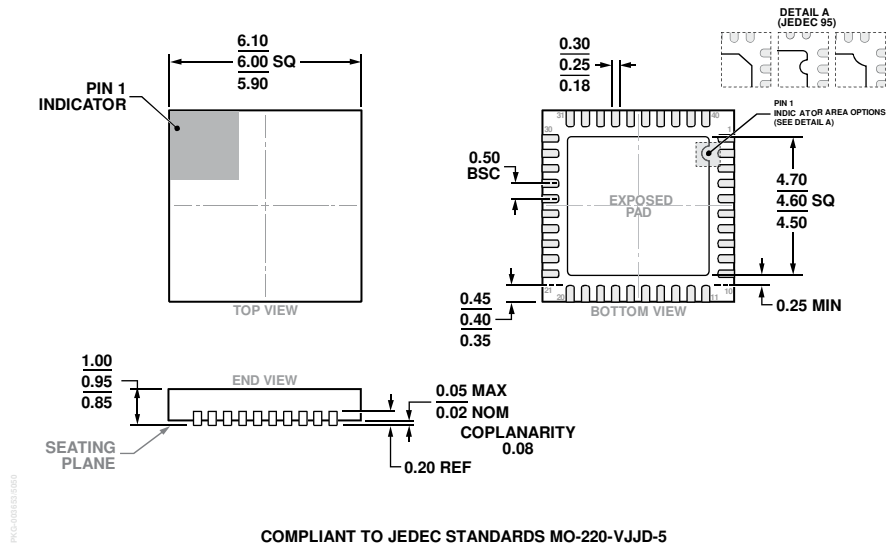 DETAIL A
(JEDEC 95)
6.10
6.00 SQ
5.90
0.30
0.25
0.18
PIN 1
INDICATOR
PIN 1
INDIC ATOR AREA OPTIONS
(SEE DETAIL A)
31
40
30
1
0.50
BSC
EXPOSED
PAD
4.70
4.60 SQ
4.50
21
20
11
10
0.45
0.40
0.35
0.25 MIN
TOP VIEW
BOTTOM VIEW
1.00
0.95
0.85
END VIEW
0.05 MAX
0.02 NOM
COPLANARITY
0.08
SEATING
PLANE
0.20 REF
COMPLIANT TO JEDEC STANDARDS MO-220-VJJD-5